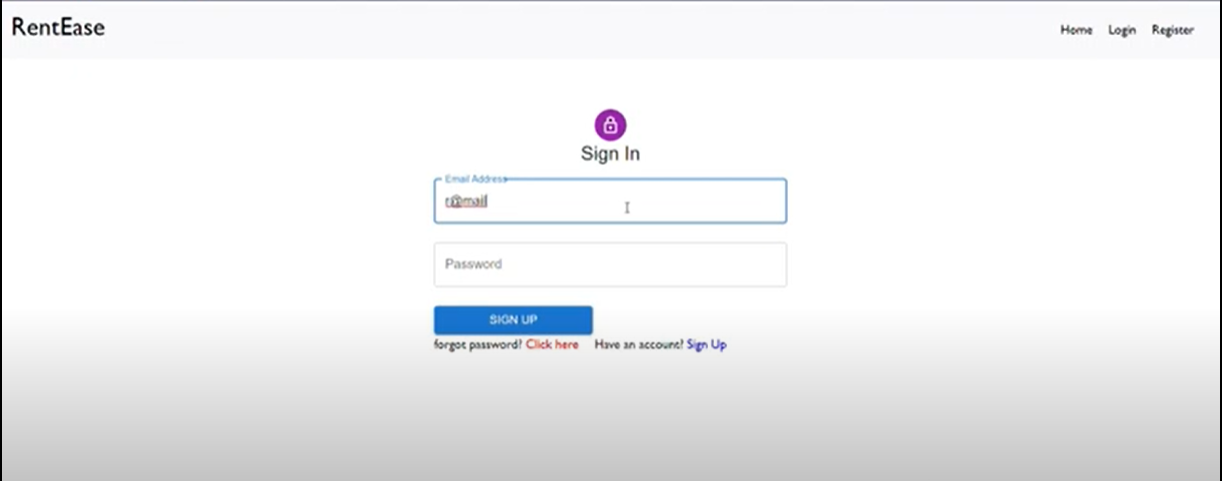 RentEase
Home Login Register
Sign In
Email Address
r@mail
Password
SIGN UP
forgot password? Click here Have an account? Sign Up